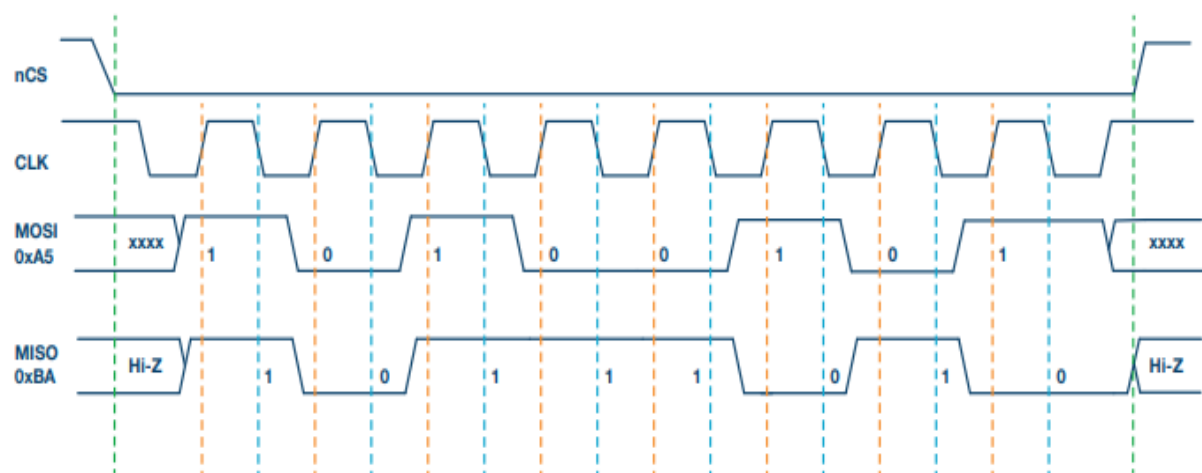 nCS
CLK
MOSI
0xA5
xxxx
1 0 1 0 0 1 0 1
xxxx
MISO
0xBA
Hi-Z
1 0 1 1 1 0 1 0
Hi-Z